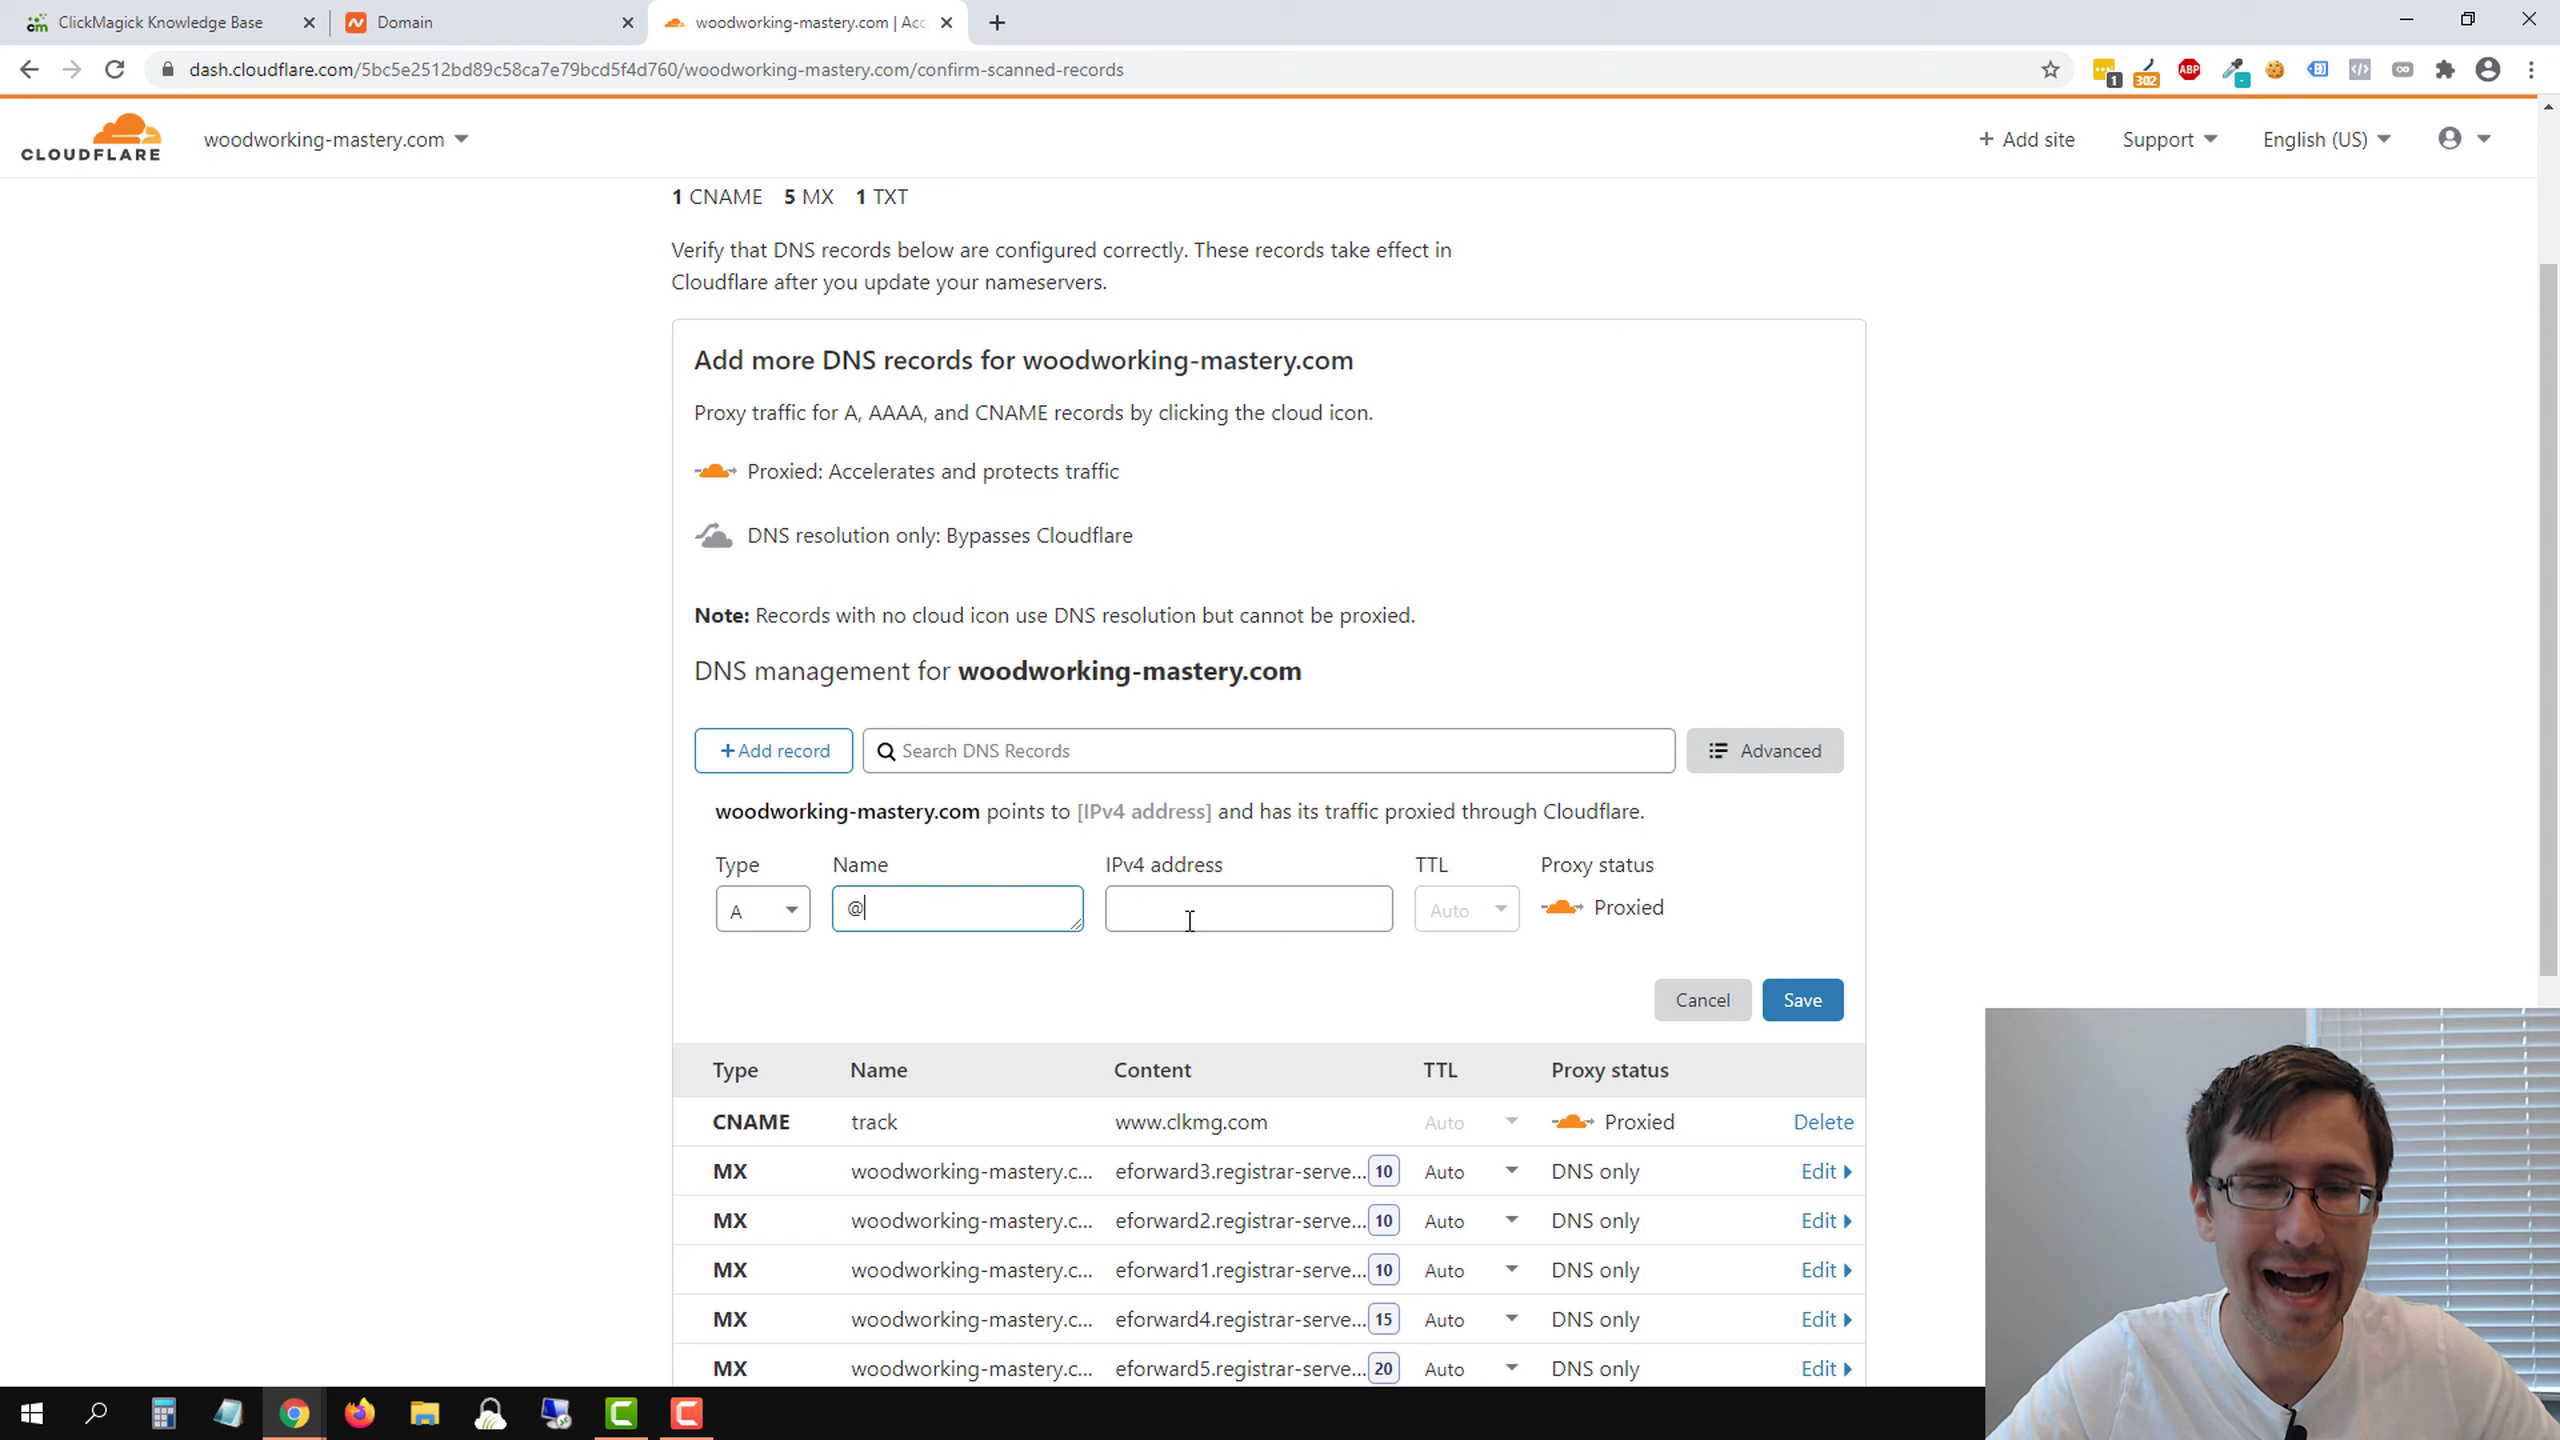 ClickMagick Knowledge Base
Domain
woodworking-mastery.com | Acc
dash.cloudflare.com/5bc5e2512bd89c58ca7e79bcd5f4d760/woodworking-mastery.com/confirm-scanned-records
1
302
ABP
-
CLOUDFLARE
woodworking-mastery.com
+ Add site
Support
English (US)
1 CNAME 5 MX 1 TXT
Verify that DNS records below are configured correctly. These records take effect in
Cloudflare after you update your nameservers.
Add more DNS records for woodworking-mastery.com
Proxy traffic for A, AAAA, and CNAME records by clicking the cloud icon.
Proxied: Accelerates and protects traffic
DNS resolution only: Bypasses Cloudflare
Note: Records with no cloud icon use DNS resolution but cannot be proxied.
DNS management for woodworking-mastery.com
+ Add record
Search DNS Records
Advanced
woodworking-mastery.com points to [IPv4 address] and has its traffic proxied through Cloudflare.
Type Name IPv4 address TTL Proxy status
A @ Auto Proxied
Cancel Save
Type Name Content TTL Proxy status
CNAME track www.clkmg.com Auto Proxied Delete
MX woodworking-mastery.c... eforward3.registrar-serve... 10 Auto DNS only Edit
MX woodworking-mastery.c... eforward2.registrar-serve... 10 Auto DNS only Edit
MX woodworking-mastery.c... eforward1.registrar-serve... 10 Auto DNS only Edit
MX woodworking-mastery.c... eforward4.registrar-serve... 15 Auto DNS only Edit
MX woodworking-mastery.c... eforward5.registrar-serve... 20 Auto DNS only Edit